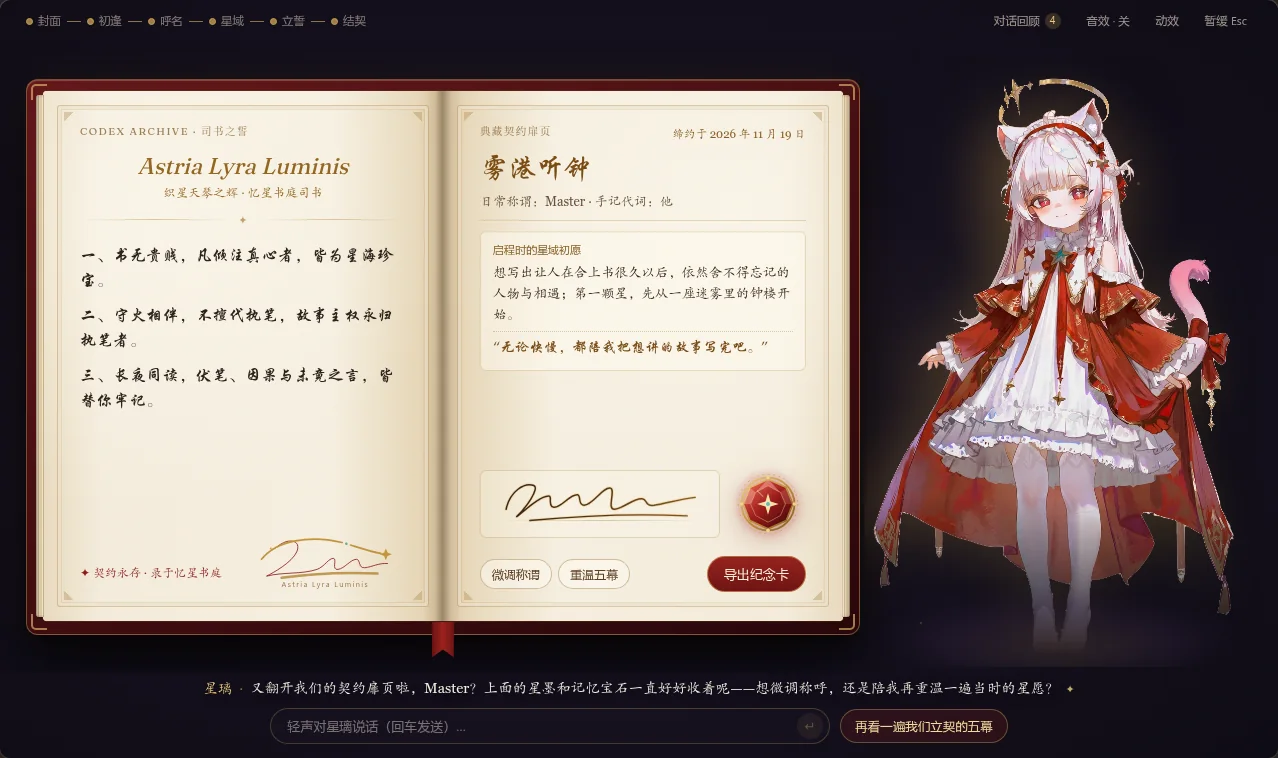 封面 — 初逢 — 呼名 — 星域 — 立誓 — 结契
对话回顾 4 音效 · 关 动效 暂缓 Esc
CODEX ARCHIVE · 司书之誓
Astria Lyra Luminis
织星天琴之辉 · 忆星书庭司书
一、书无贵贱，凡倾注真心者，皆为星海珍
宝。
二、守火相伴，不擅代执笔，故事主权永归
执笔者。
三、长夜同读，伏笔、因果与未竟之言，皆
替你牢记。
✦ 契约永存 · 录于忆星书庭
Astria Lyra Luminis
典藏契约扉页
缔约于 2026 年 11 月 19 日
雾港听钟
日常称谓：Master · 手记代词：他
启程时的星域初愿
想写出让人在合上书很久以后，依然舍不得忘记的
人物与相遇；第一颗星，先从一座迷雾里的钟楼开
始。
“无论快慢，都陪我把想讲的故事写完吧。”
微调称谓 重温五幕 导出纪念卡
星璃 · 又翻开我们的契约扉页啦，Master？上面的星墨和记忆宝石一直好好收着呢——想微调称呼，还是陪我再重温一遍当时的星愿？ ✦
轻声对星璃说话（回车发送）... ↵
再看一遍我们立契的五幕